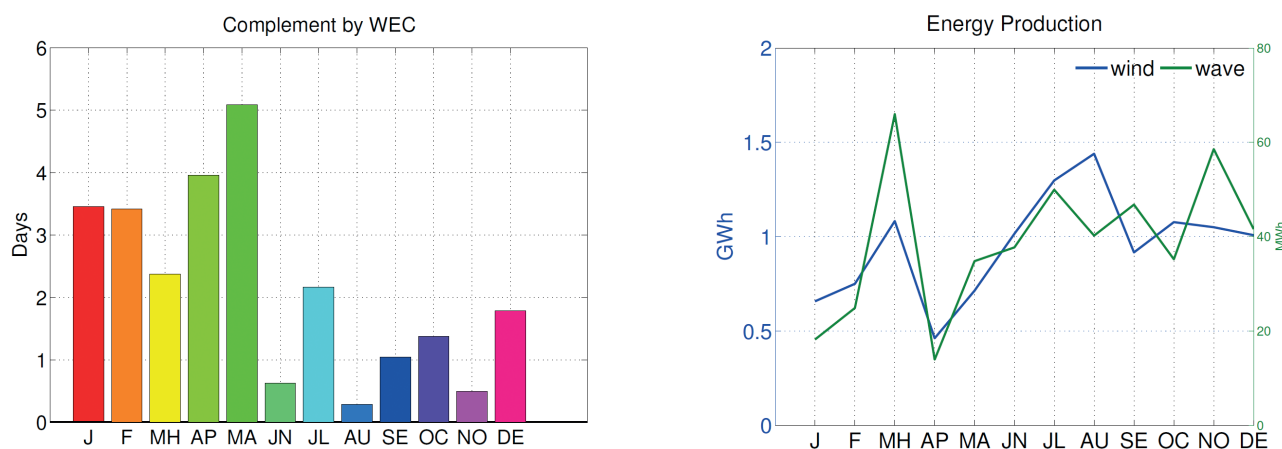 Complement by WEC
6
5
4
3
2
1
0
Days
J F MH AP MA JN JL AU SE OC NO DE
Energy Production
wind wave
2
1.5
1
0.5
0
GWh
80
60
40
20
0
MWh
J F MH AP MA JN JL AU SE OC NO DE